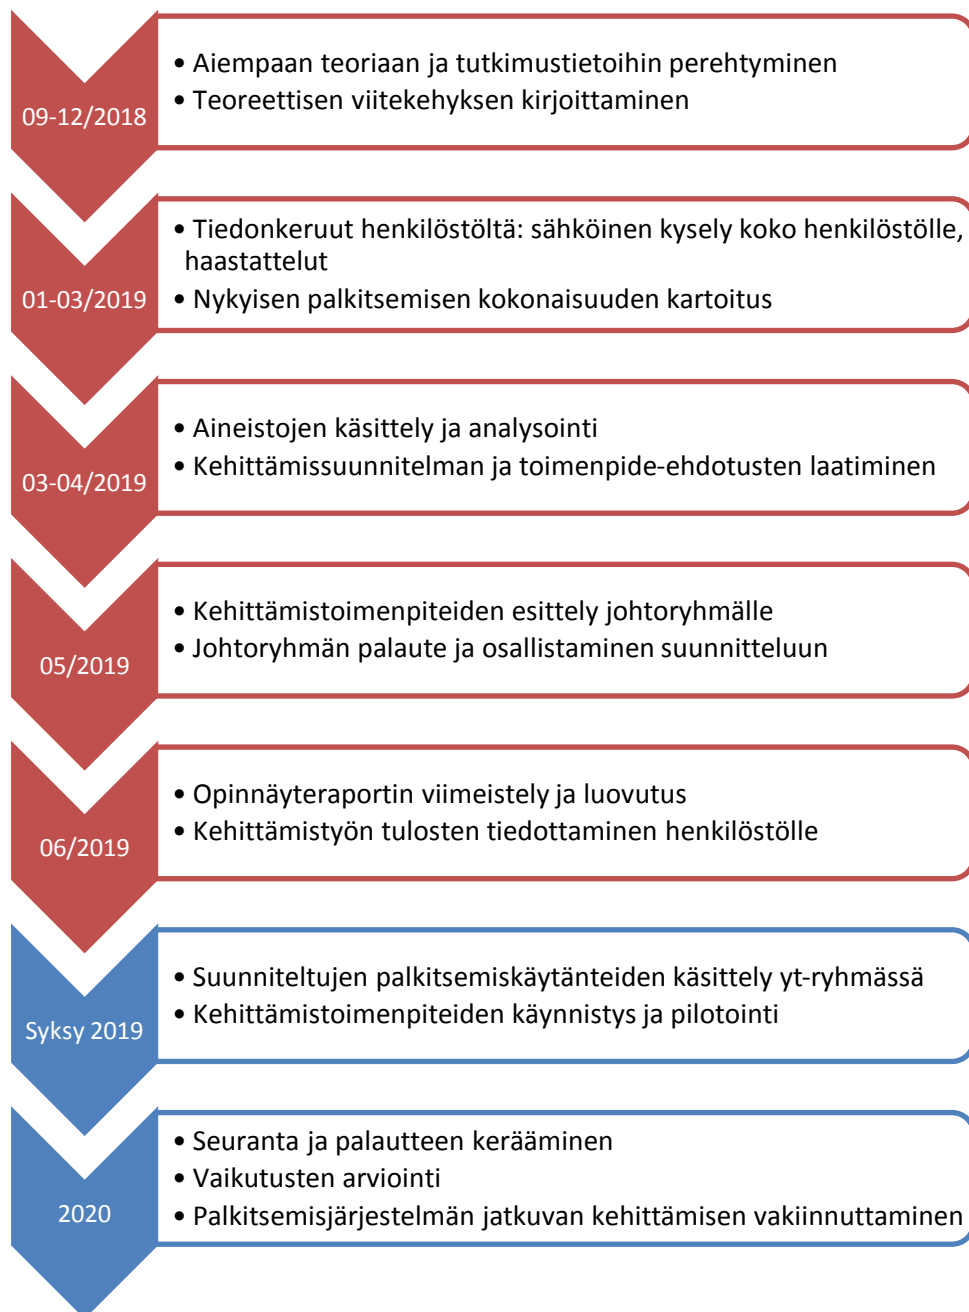 09-12/2018
• Aiempaan teoriaan ja tutkimustietoihin perehtyminen
• Teoreettisen viitekehyksen kirjoittaminen
01-03/2019
• Tiedonkeruut henkilöstöltä: sähköinen kysely koko henkilöstölle,
haastattelut
• Nykyisen palkitsemisen kokonaisuuden kartoitus
03-04/2019
• Aineistojen käsittely ja analysointi
• Kehittämissuunnitelman ja toimenpide-ehdotusten laatiminen
05/2019
• Kehittämistoimenpiteiden esittely johtoryhmälle
• Johtoryhmän palaute ja osallistaminen suunnitteluun
06/2019
• Opinnäyteraportin viimeistely ja luovutus
• Kehittämistyön tulosten tiedottaminen henkilöstölle
Syksy 2019
• Suunniteltujen palkitsemiskäytänteiden käsittely yt-ryhmässä
• Kehittämistoimenpiteiden käynnistys ja pilotointi
2020
• Seuranta ja palautteen kerääminen
• Vaikutusten arviointi
• Palkitsemisjärjestelmän jatkuvan kehittämisen vakiinnuttaminen